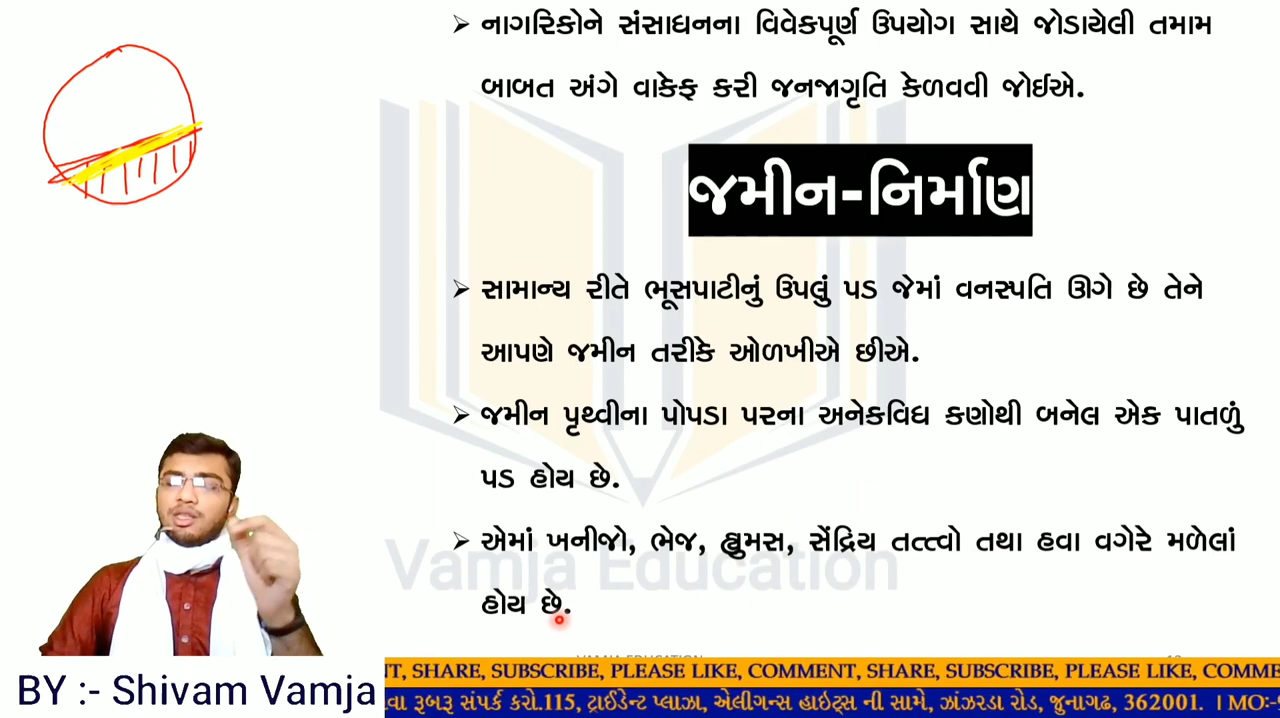 ➢ નાગરિકોને સંસાધનના વિવેકપૂર્ણ ઉપયોગ સાથે જોડાયેલી તમામ
બાબત અંગે વાકેફ કરી જનજાગૃતિ કેળવવી જોઈએ.
જમીન-નિર્માણ
➢ સામાન્ય રીતે ભૂસપાટીનું ઉપલું પડ જેમાં વનસ્પતિ ઊગે છે તેને
આપણે જમીન તરીકે ઓળખીએ છીએ.
➢ જમીન પૃથ્વીના પોપડા પરના અનેકવિધ કણોથી બનેલ એક પાતળું
પડ હોય છે.
➢ એમાં ખનીજો, ભેજ, હ્યુમસ, સેંદ્રિય તત્ત્વો તથા હવા વગેરે મળેલાં
હોય છે.
Vamja Education
VAMJA EDUCATION
BY :- Shivam Vamja
SHARE, SUBSCRIBE, PLEASE LIKE, COMMENT, SHARE, SUBSCRIBE, PLEASE LIKE,
રૂબરૂ સંપર્ક કરો.115, ટ્રાઈડેન્ટ પ્લાઝા, એલીગન્સ હાઇટ્સ ની સામે, ઝાંઝરડા રોડ, જુનાગઢ, 362001. | MO:-